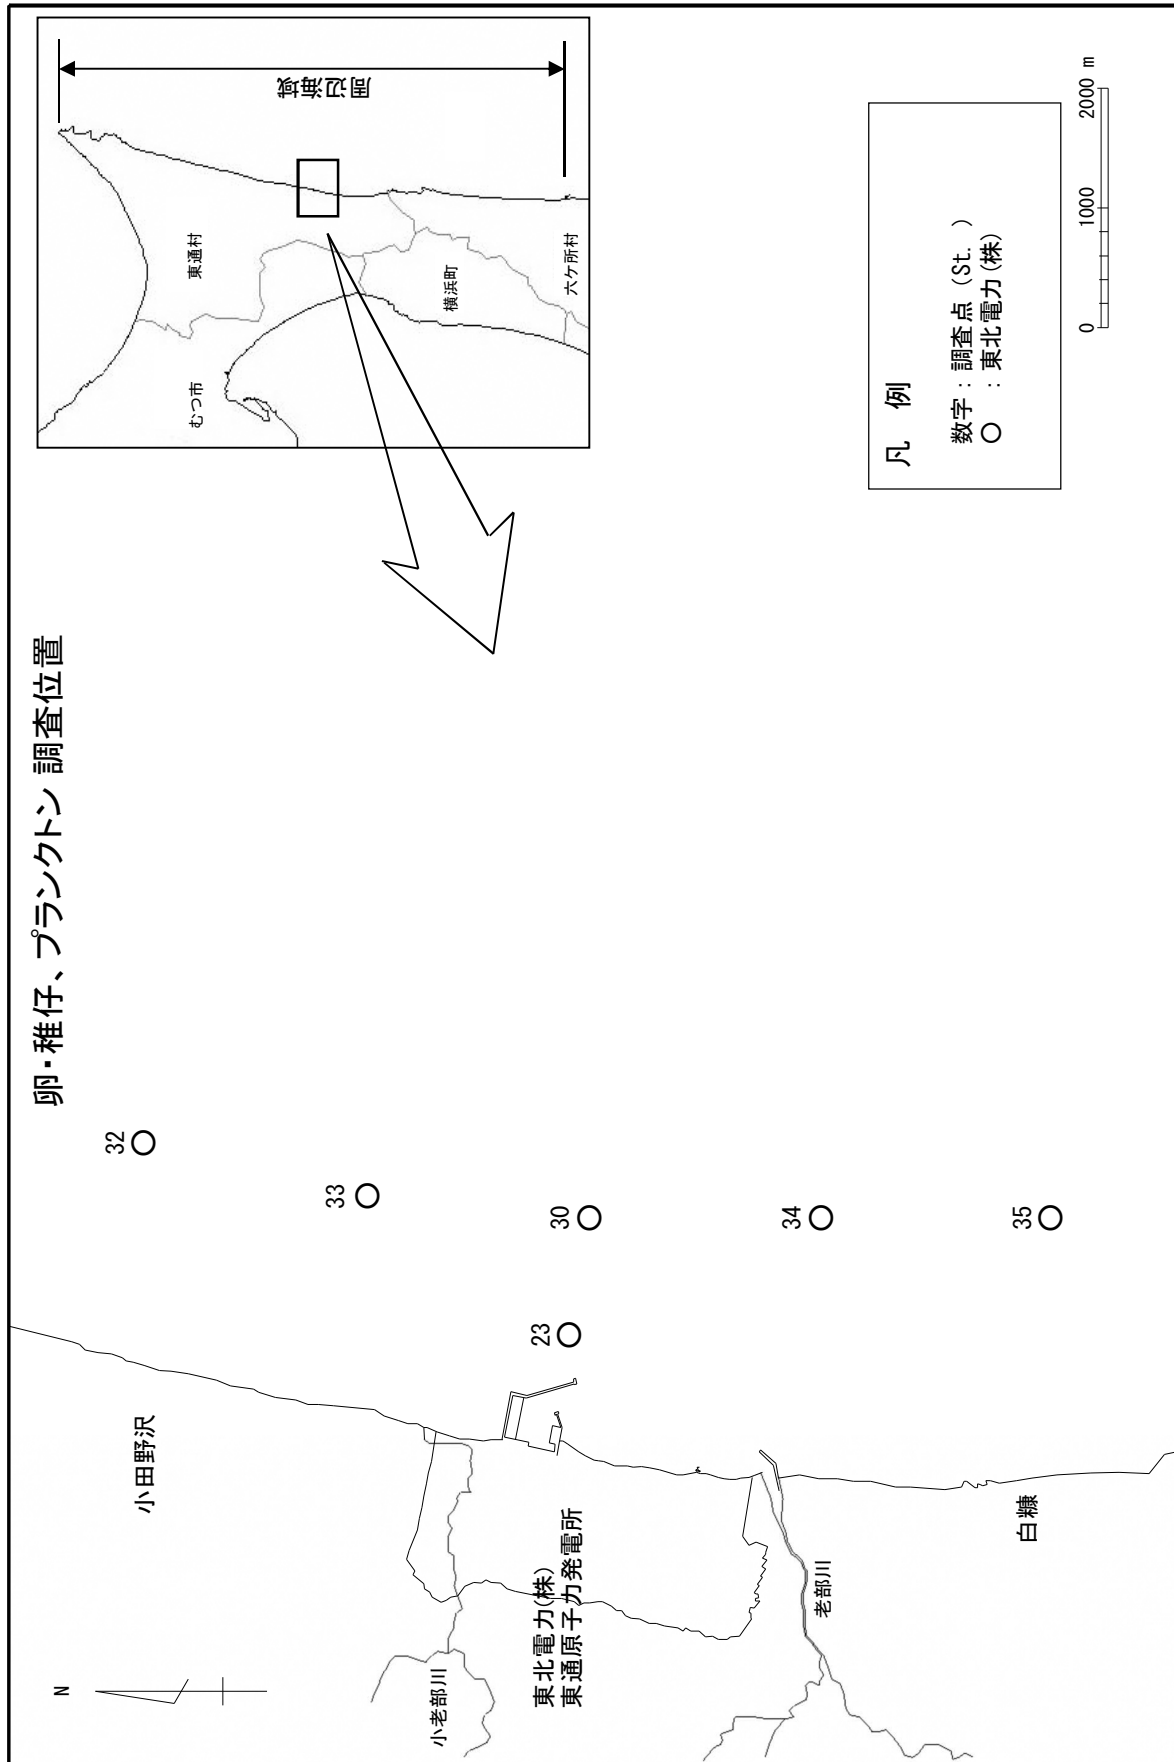 卵・稚仔、プランクトン 調査位置
N
小田野沢
小老部川
東北電力(株)
東通原子力発電所
老部川
白糠
32
33
30
23
34
35
周辺海域
東通村
むつ市
横浜町
六ケ所村
凡 例
数字：調査点（St. ）
○ ：東北電力(株)
0 1000 2000 m